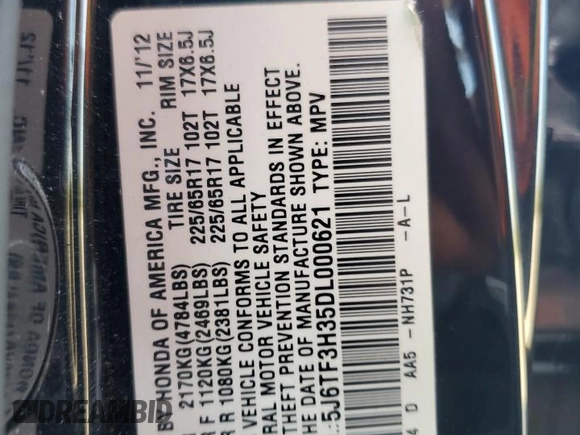 HONDA OF AMERICA MFG., INC. 11/'12
TIRE SIZE RIM SIZE
2170KG(4784LBS)
F 1120KG(2469LBS) 225/65R17 102T 17X6.5J
R 1080KG(2381LBS) 225/65R17 102T 17X6.5J
VEHICLE CONFORMS TO ALL APPLICABLE
MOTOR VEHICLE SAFETY
THEFT PREVENTION STANDARDS IN EFFECT
THE DATE OF MANUFACTURE SHOWN ABOVE.
5J6TF3H35DL000621 TYPE: MPV
4 D AA5 -NH731P -A-L
DREAMBID